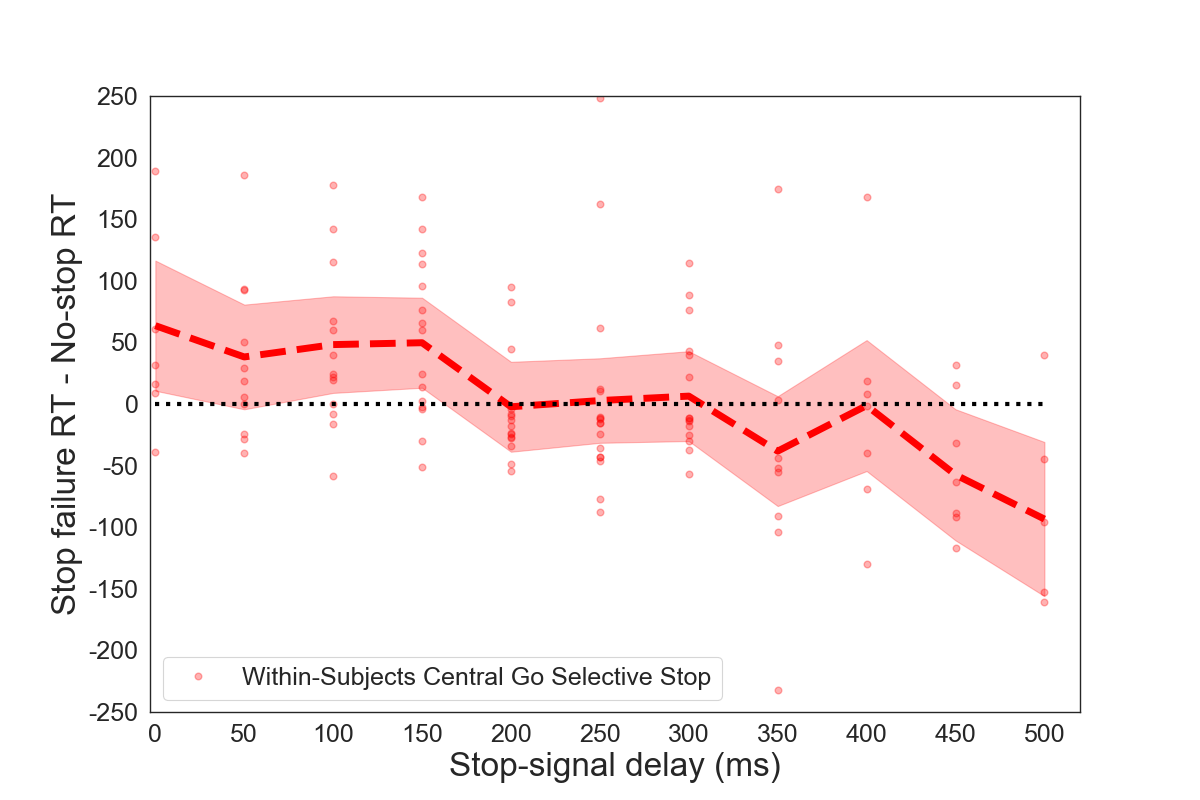 Stop failure RT - No-stop RT
250
200
150
100
50
0
-50
-100
-150
-200
-250
Within-Subjects Central Go Selective Stop
0 50 100 150 200 250 300 350 400 450 500
Stop-signal delay (ms)